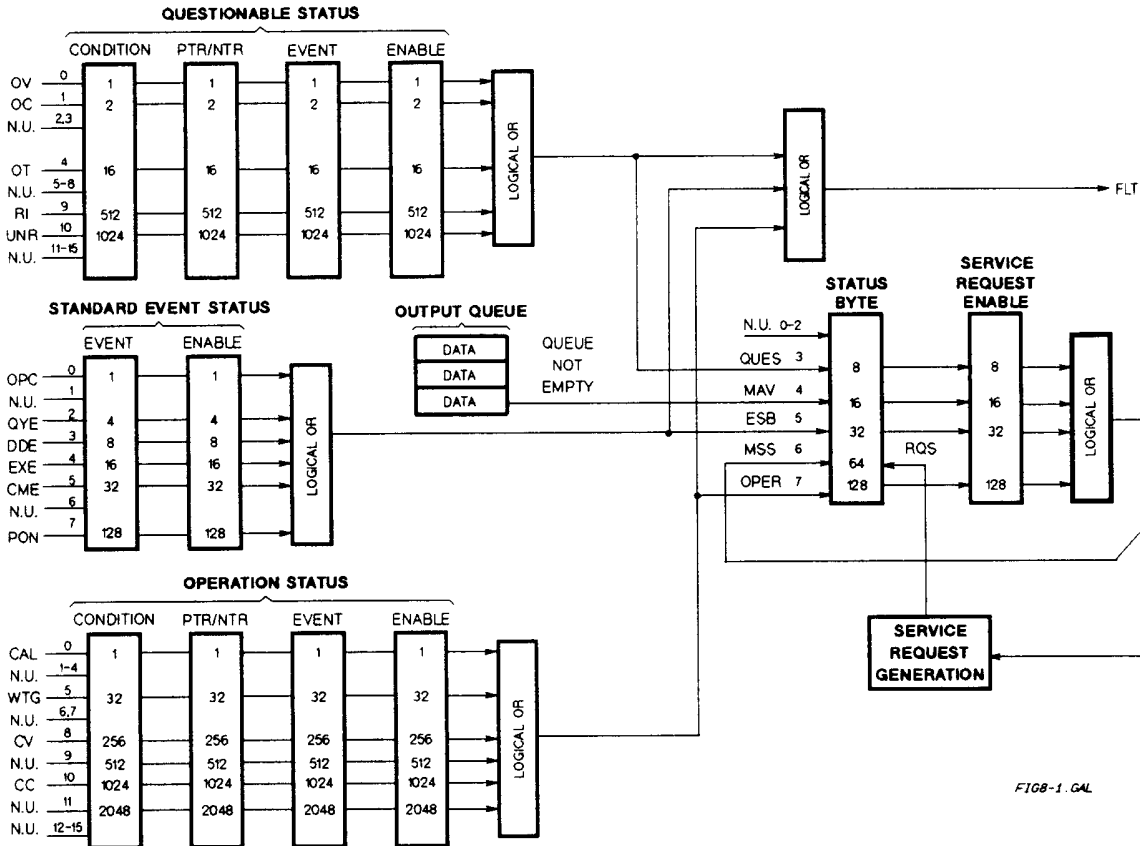 QUESTIONABLE STATUS
CONDITION PTR/NTR EVENT ENABLE
OV 0 1 1 1 1
OC 1 2 2 2 2
N.U. 2,3
OT 4 16 16 16 16
N.U. 5-8
RI 9 512 512 512 512
UNR 10 1024 1024 1024 1024
N.U. 11-15
LOGICAL OR
LOGICAL OR
FLT
STANDARD EVENT STATUS
EVENT ENABLE
OPC 0 1 1
N.U. 1
QYE 2 4 4
DDE 3 8 8
EXE 4 16 16
CME 5 32 32
N.U. 6
PON 7 128 128
LOGICAL OR
OUTPUT QUEUE
DATA
DATA
DATA
QUEUE
NOT
EMPTY
STATUS
BYTE
SERVICE
REQUEST
ENABLE
N.U. 0-2
QUES 3 8 8
MAV 4 16 16
ESB 5 32 32
MSS 6 64 RQS
OPER 7 128 128
LOGICAL OR
SERVICE
REQUEST
GENERATION
OPERATION STATUS
CONDITION PTR/NTR EVENT ENABLE
CAL 0 1 1 1 1
N.U. 1-4
WTG 5 32 32 32 32
N.U. 6,7
CV 8 256 256 256 256
N.U. 9 512 512 512 512
CC 10 1024 1024 1024 1024
N.U. 11 2048 2048 2048 2048
N.U. 12-15
LOGICAL OR
FIG8-1.GAL